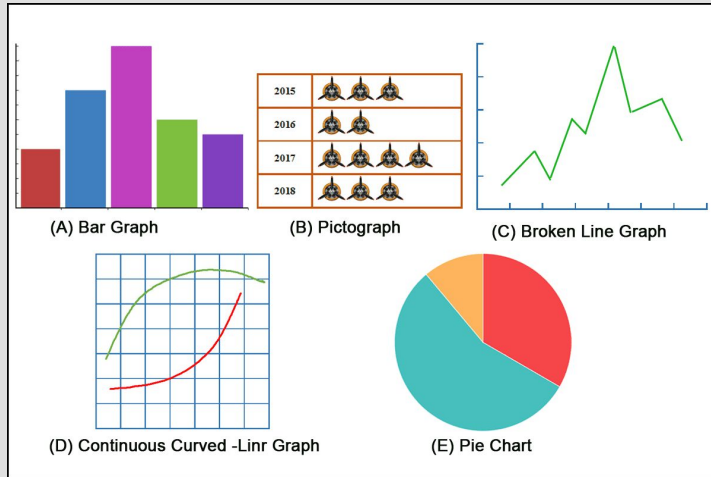 2015
2016
2017
2018
(A) Bar Graph
(B) Pictograph
(C) Broken Line Graph
(D) Continuous Curved -Linr Graph
(E) Pie Chart